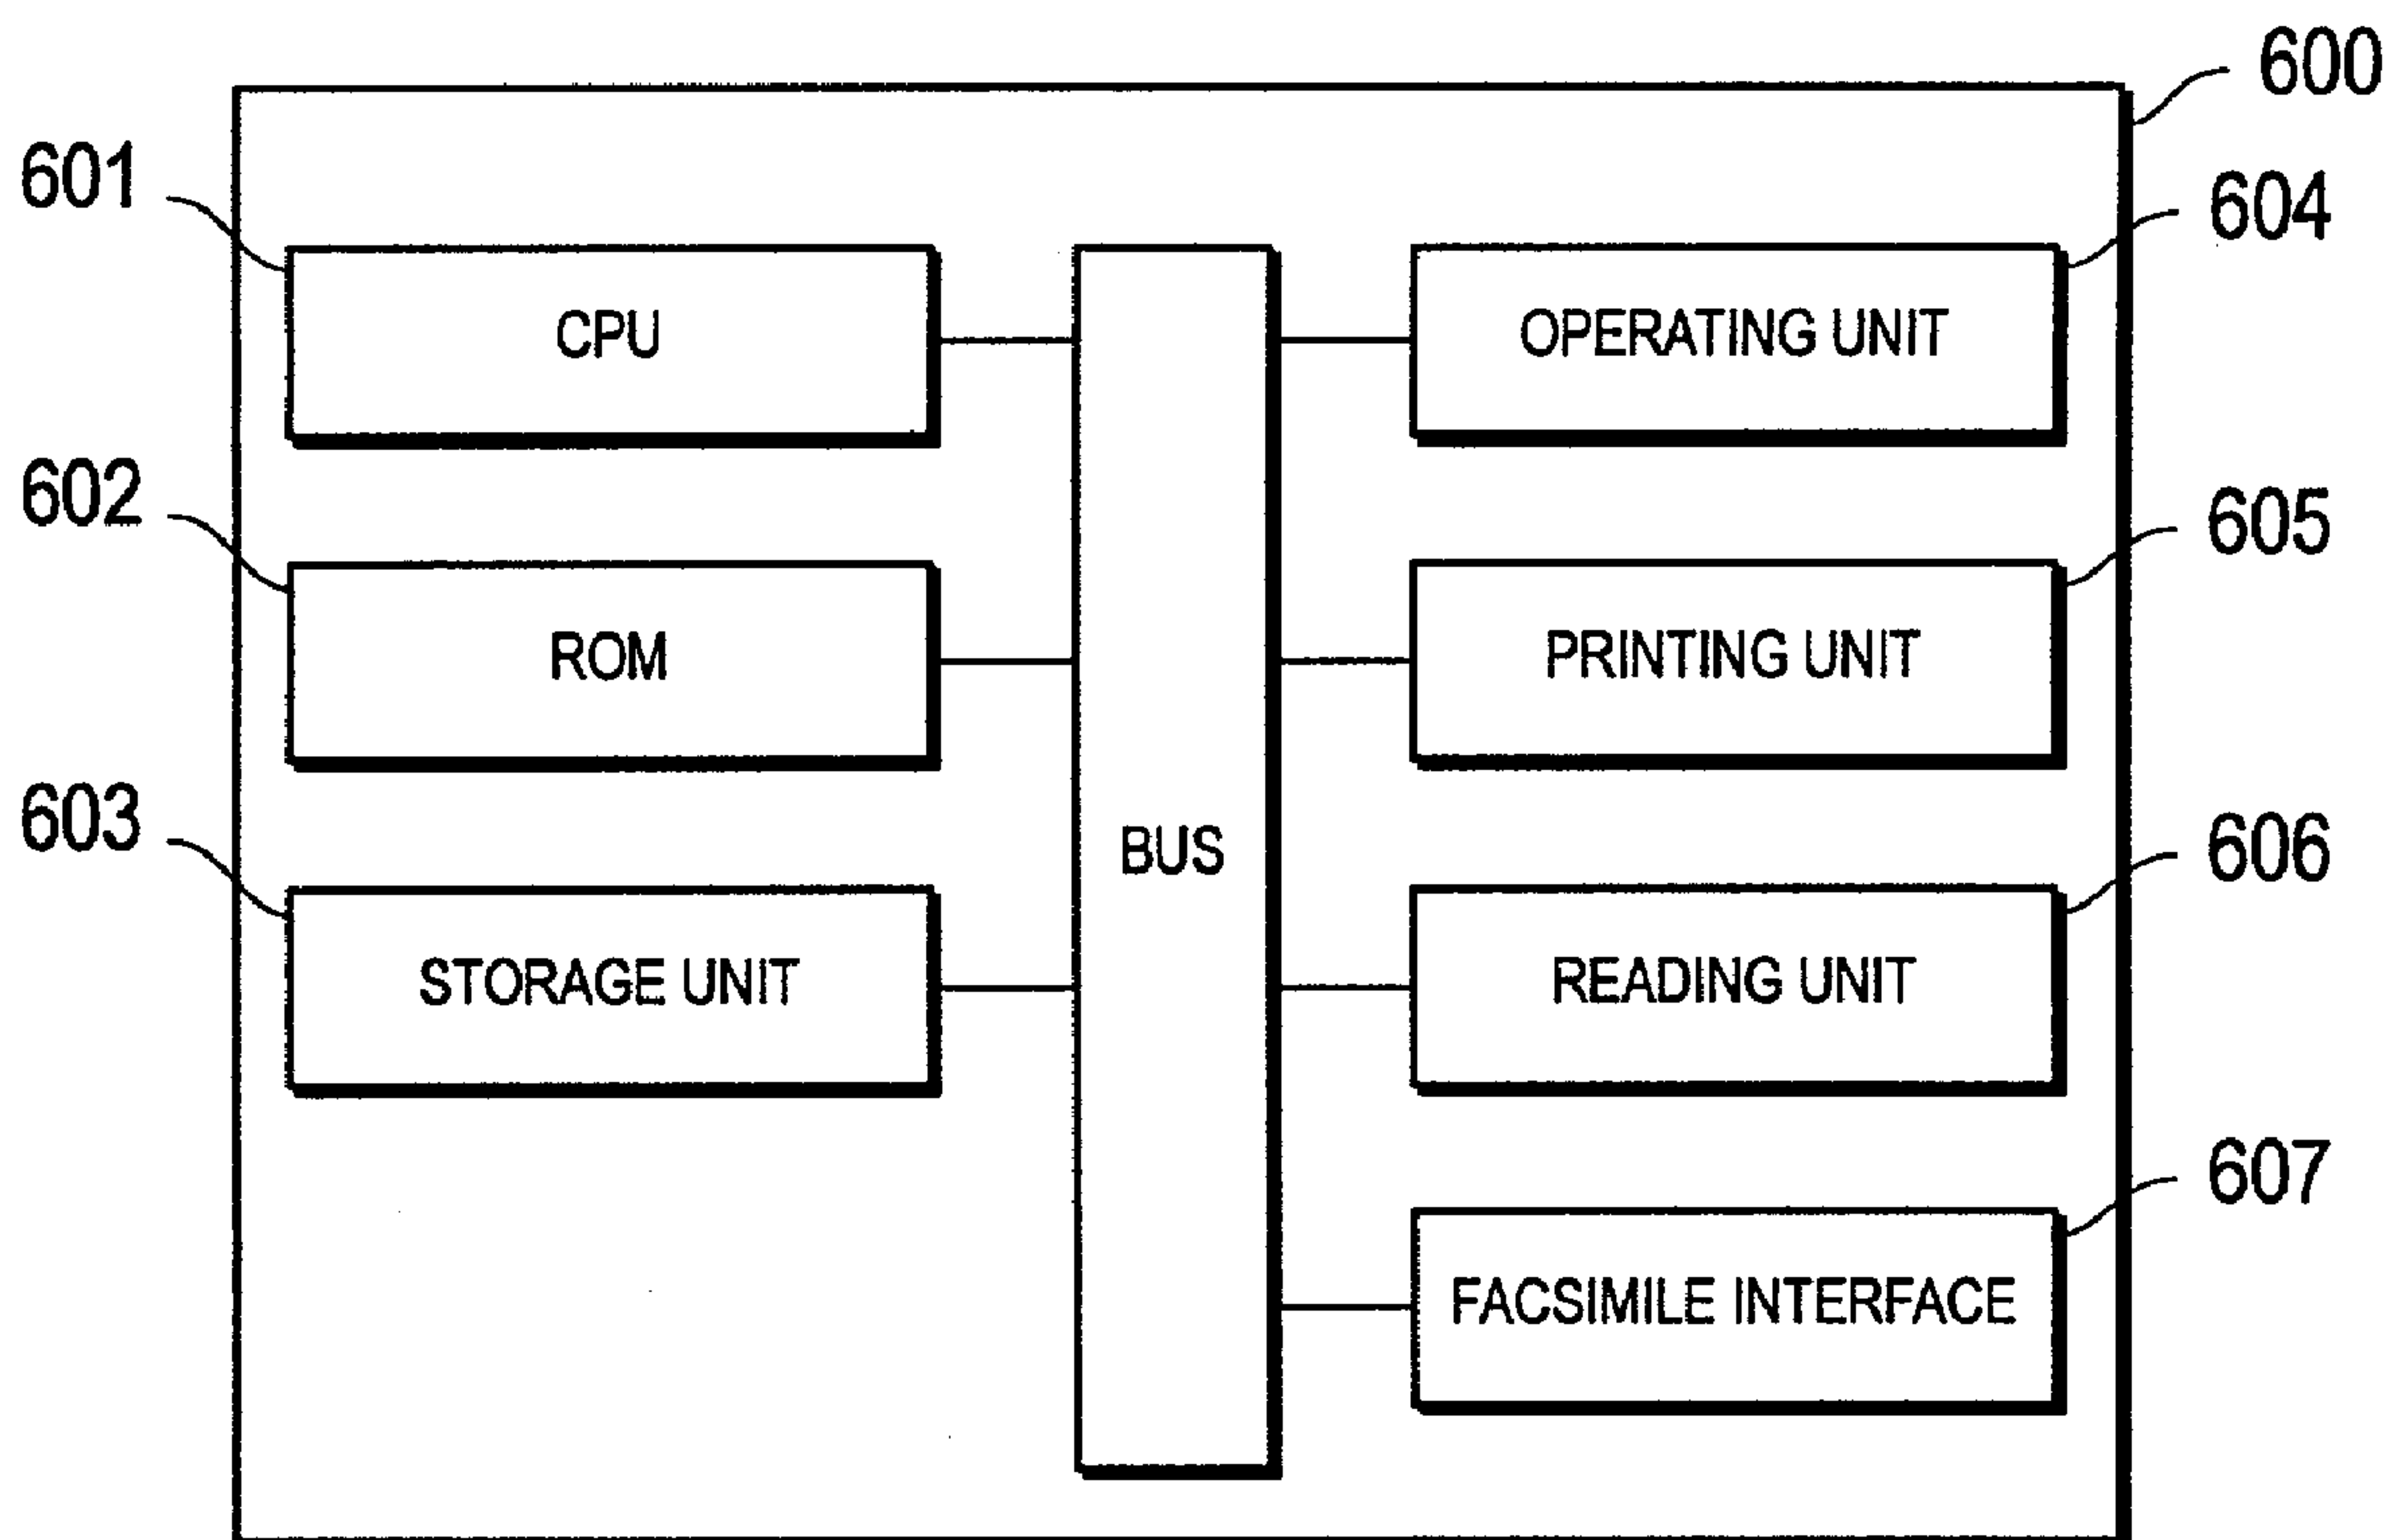 600
601
604
CPU
OPERATING UNIT
602
605
ROM
PRINTING UNIT
603
606
BUS
STORAGE UNIT
READING UNIT
607
FACSIMILE INTERFACE